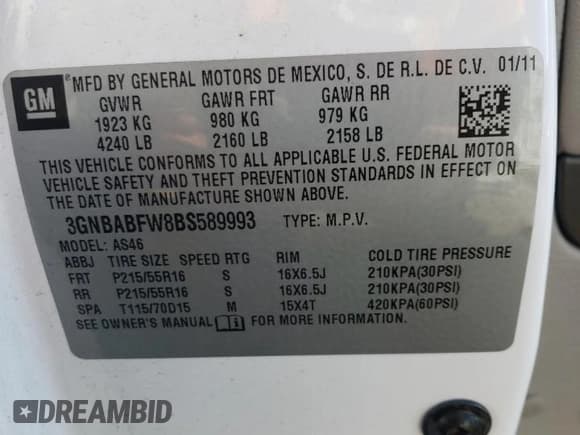 GM
®MFD BY GENERAL MOTORS DE MEXICO, S. DE R.L. DE C.V. 01/11
GVWR GAWR FRT GAWR RR
1923 KG 980 KG 979 KG
4240 LB 2160 LB 2158 LB
THIS VEHICLE CONFORMS TO ALL APPLICABLE U.S. FEDERAL MOTOR
VEHICLE SAFETY AND THEFT PREVENTION STANDARDS IN EFFECT ON
THE DATE OF MANUFACTURE SHOWN ABOVE.
3GNBABFW8BS589993 TYPE: M.P.V.
MODEL: AS46
ABBJ TIRE SIZE SPEED RTG RIM COLD TIRE PRESSURE
FRT P215/55R16 S 16X6.5J 210KPA(30PSI)
RR P215/55R16 S 16X6.5J 210KPA(30PSI)
SPA T115/70D15 M 15X4T 420KPA(60PSI)
SEE OWNER'S MANUAL FOR MORE INFORMATION.
DREAMBID